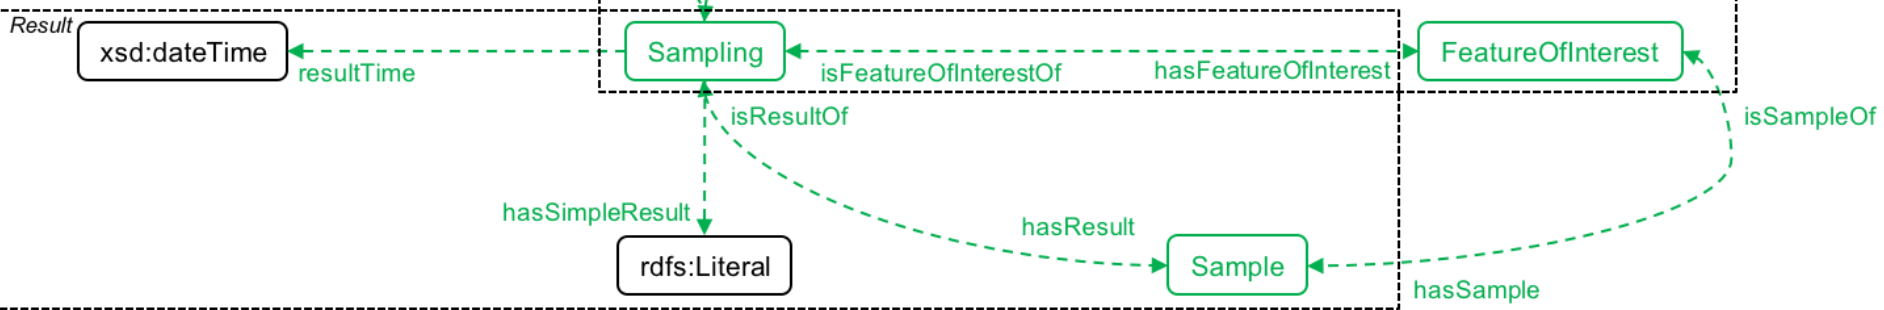 Result
xsd:dateTime
resultTime
Sampling
isFeatureOfInterestOf
hasFeatureOfInterest
FeatureOfInterest
isResultOf
isSampleOf
hasSimpleResult
hasResult
rdfs:Literal
Sample
hasSample